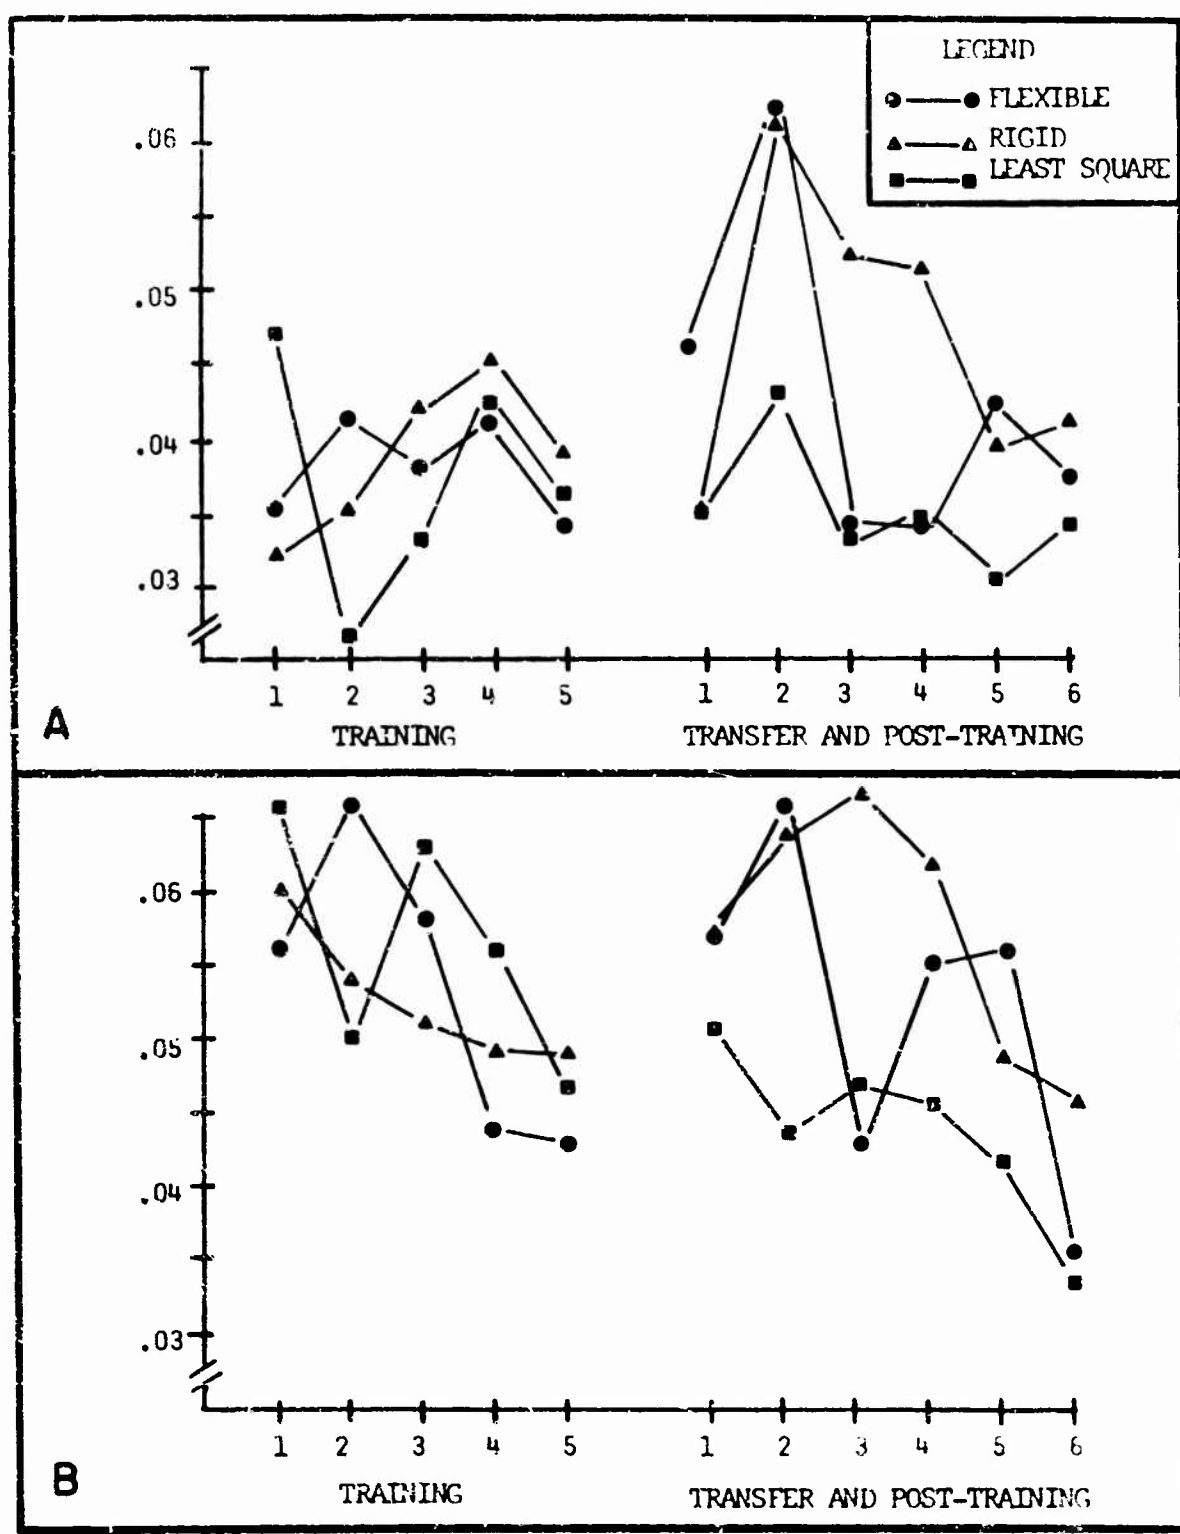 LEGEND
FLEXIBLE
RIGID
LEAST SQUARE
.06
.05
.04
.03
1 2 3 4 5
1 2 3 4 5 6
A
TRAINING
TRANSFER AND POST-TRAINING
.06
.05
.04
.03
1 2 3 4 5
1 2 3 4 5 6
B
TRAINING
TRANSFER AND POST-TRAINING